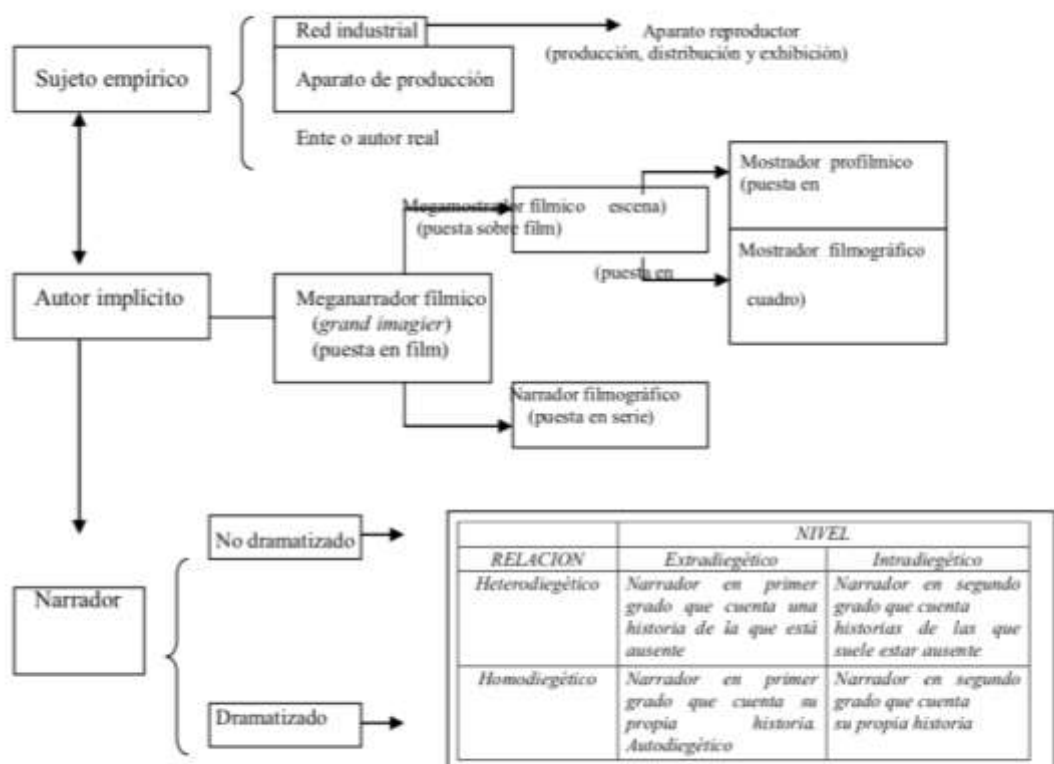 Red industrial
Aparato reproductor
(producción, distribución y exhibición)
Sujeto empírico
Aparato de producción
Ente o autor real
Mostrador profílmico
(puesta en
Megamostrador fílmico escena)
(puesta sobre film)
Mostrador filmográfico
(puesta en
cuadro)
Autor implícito
Meganarrador fílmico
(grand imagier)
(puesta en film)
Narrador filmográfico
(puesta en serie)
No dramatizado
Narrador
Dramatizado
NIVEL
RELACION Extradiegético Intradiegético
Heterodiegético
Narrador en primer
grado que cuenta una
historia de la que está
ausente
Narrador en segundo
grado que cuenta
historias de las que
suele estar ausente
Homodiegético
Narrador en primer
grado que cuenta su
propia historia.
Autodiegético
Narrador en segundo
grado que cuenta
su propia historia